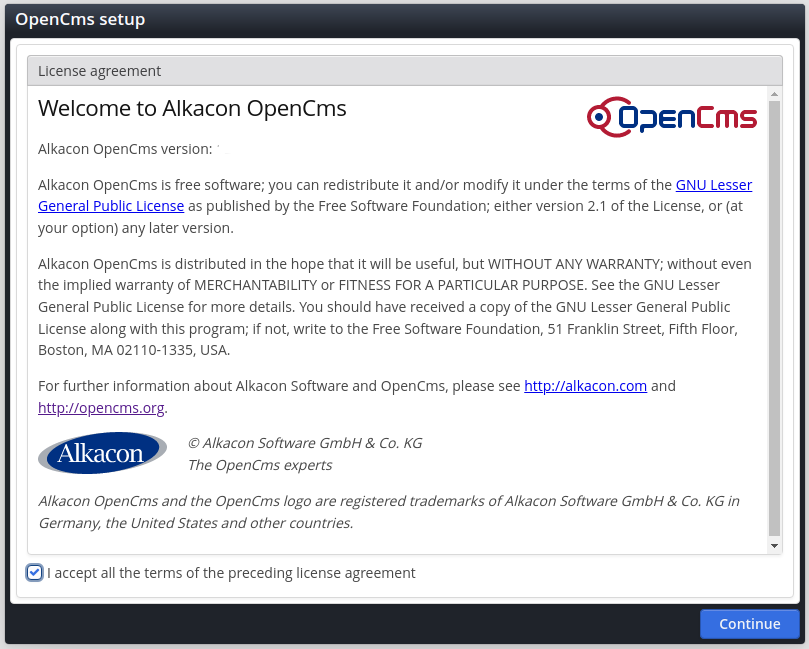 OpenCms setup
License agreement
Welcome to Alkacon OpenCms
OpenCms
Alkacon OpenCms version:
Alkacon OpenCms is free software; you can redistribute it and/or modify it under the terms of the GNU Lesser
General Public License as published by the Free Software Foundation; either version 2.1 of the License, or (at
your option) any later version.
Alkacon OpenCms is distributed in the hope that it will be useful, but WITHOUT ANY WARRANTY; without even
the implied warranty of MERCHANTABILITY or FITNESS FOR A PARTICULAR PURPOSE. See the GNU Lesser
General Public License for more details. You should have received a copy of the GNU Lesser General Public
License along with this program; if not, write to the Free Software Foundation, 51 Franklin Street, Fifth Floor,
Boston, MA 02110-1335, USA.
For further information about Alkacon Software and OpenCms, please see http://alkacon.com and
http://opencms.org.
Alkacon
© Alkacon Software GmbH & Co. KG
The OpenCms experts
Alkacon OpenCms and the OpenCms logo are registered trademarks of Alkacon Software GmbH & Co. KG in
Germany, the United States and other countries.
I accept all the terms of the preceding license agreement
Continue